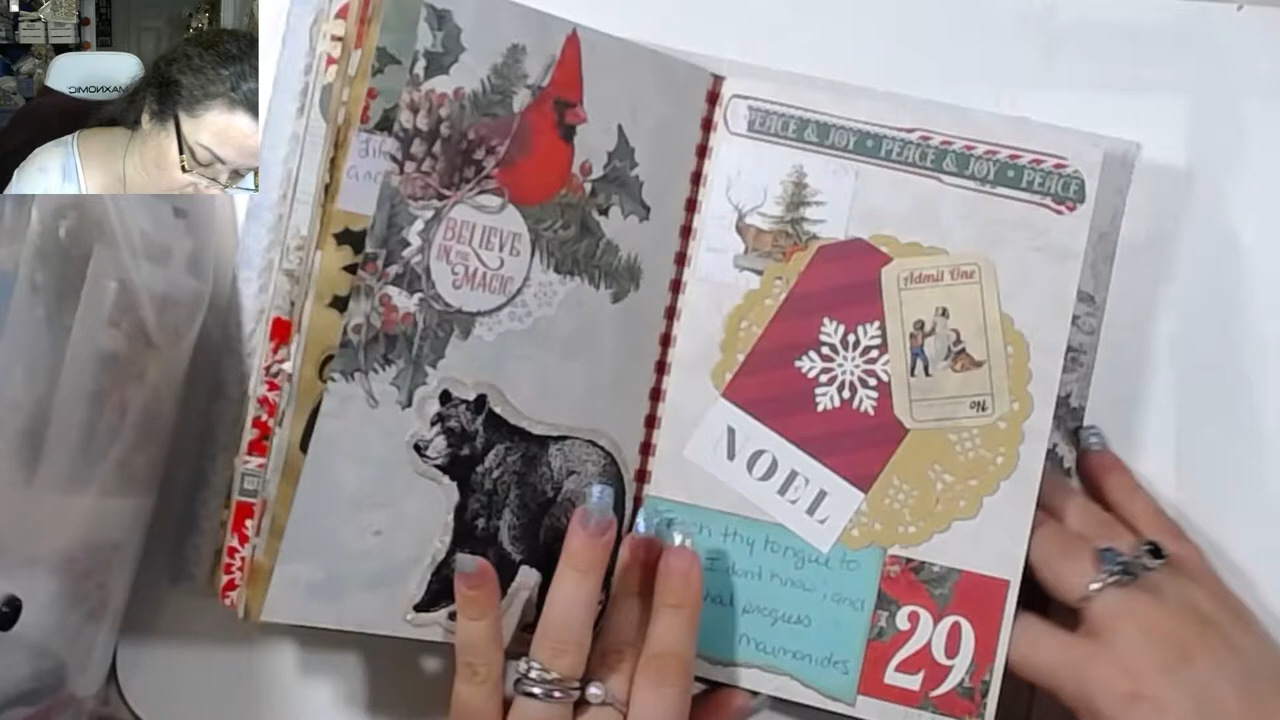 BELIEVE
IN THE
MAGIC
PEACE & JOY • PEACE & JOY • PEACE
Admit One
No
NOEL
thy tongue to
I dont know, and
progess
maimonides
29